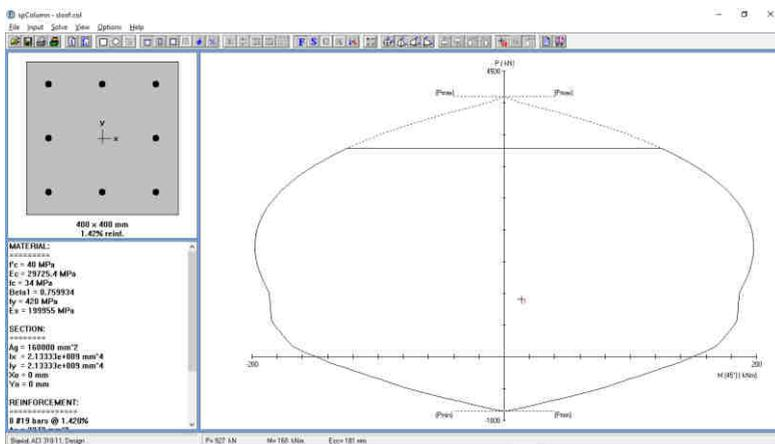 spColumn - sloof.col
File Input Solve View Options Help
P ( kN)
4500
(Pmax)
(Pmax)
y
x
400 x 400 mm
1.42% reinf.
MATERIAL:
=========
f'c = 40 MPa
Ec = 29725.4 MPa
fc = 34 MPa
Beta1 = 0.759934
fy = 420 MPa
Es = 199955 MPa
SECTION:
========
Ag = 160000 mm^2
Ix = 2.13333e+009 mm^4
Iy = 2.13333e+009 mm^4
Xo = 0 mm
Yo = 0 mm
REINFORCEMENT:
==============
8 #19 bars @ 1.420%
-200
200
M (45°) ( kNm)
(Pmin)
(Pmin)
-1000
Biaxial, ACI 318-11, Design
P= 927 kN M= 168 kNm Ecc= 181 mm